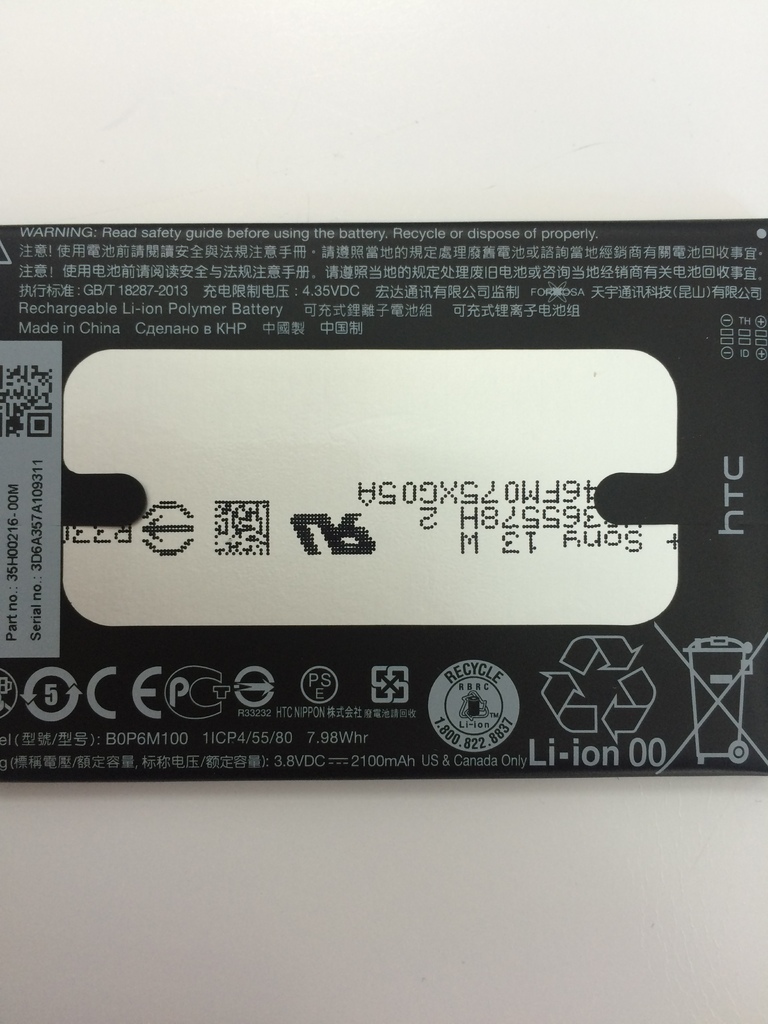 WARNING: Read safety guide before using the battery. Recycle or dispose of properly.
注意! 使用電池前請閱讀安全與法規注意手冊，請遵照當地的規定處理廢舊電池或諮詢當地經銷商有關電池回收事宜。
注意! 使用电池前请阅读安全与法规注意手册。请遵照当地的规定处理废旧电池或咨询当地经销商有关电池回收事宜。
执行标准: GB/T 18287-2013 充电限制电压: 4.35VDC 宏达通讯有限公司监制 FORMOSA 天宇通讯科技(昆山)有限公司
Rechargeable Li-ion Polymer Battery 可充式鋰離子電池組 可充式锂离子电池组
Made in China Сделано в КНР 中國製 中国制
⊖ TH ⊕
⊖ ID ⊕
Part no.: 35H00216-00M
Serial no.: 3D6A357A109311
hTC
+ Sony 13 W
365578H 2
46FM075XG05A
5
CE
PCT
R33232
PS E
HTC NIPPON 株式会社
廢電池請回收
RECYCLE
RBRC
Li-ion
TM
1.800.822.8837
Li-ion 00
(型號/型号): B0P6M100 1ICP4/55/80 7.98Whr
(標稱電壓/額定容量, 标称电压/额定容量): 3.8VDC 2100mAh US & Canada Only